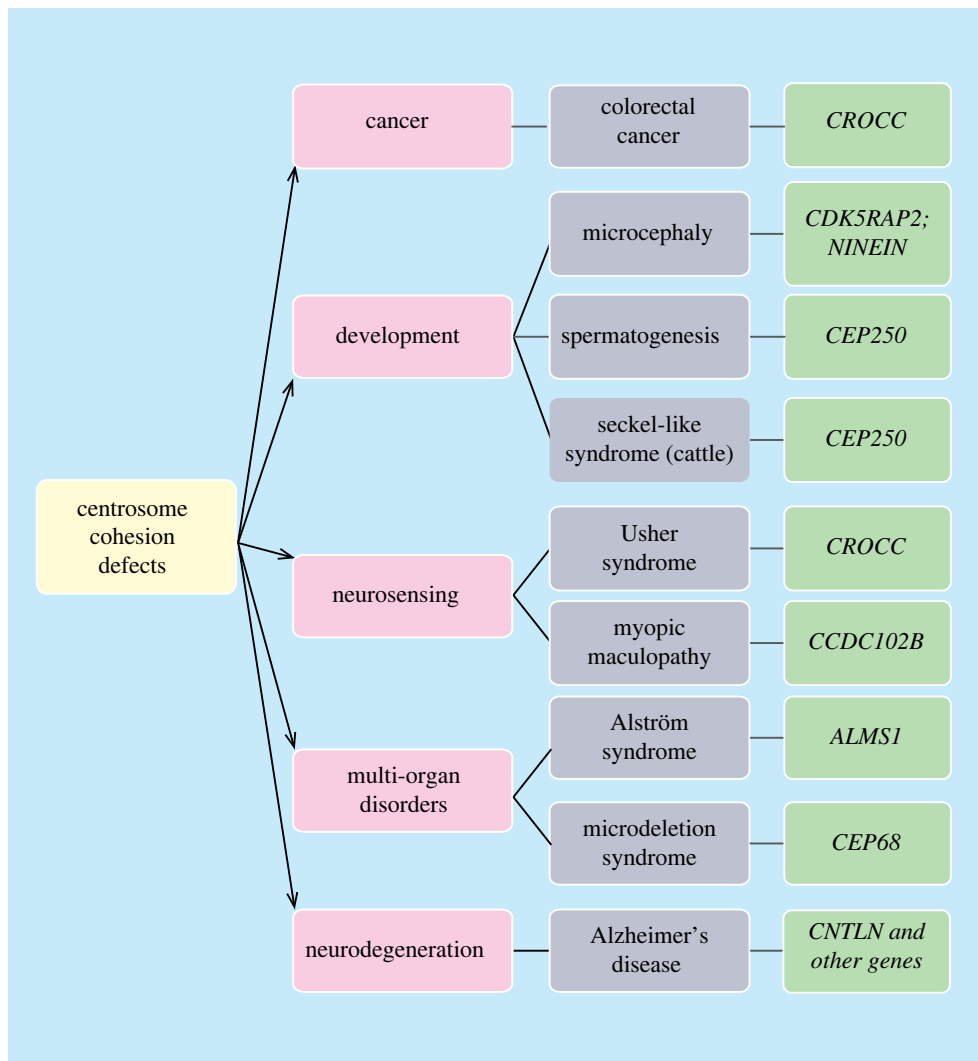 cancer
colorectal
cancer
CROCC
microcephaly
CDK5RAP2;
NINEIN
development
spermatogenesis
CEP250
seckel-like
syndrome (cattle)
CEP250
centrosome
cohesion
defects
neurosensing
Usher
syndrome
CROCC
myopic
maculopathy
CCDC102B
multi-organ
disorders
Alström
syndrome
ALMS1
microdeletion
syndrome
CEP68
neurodegeneration
Alzheimer’s
disease
CNTLN and
other genes